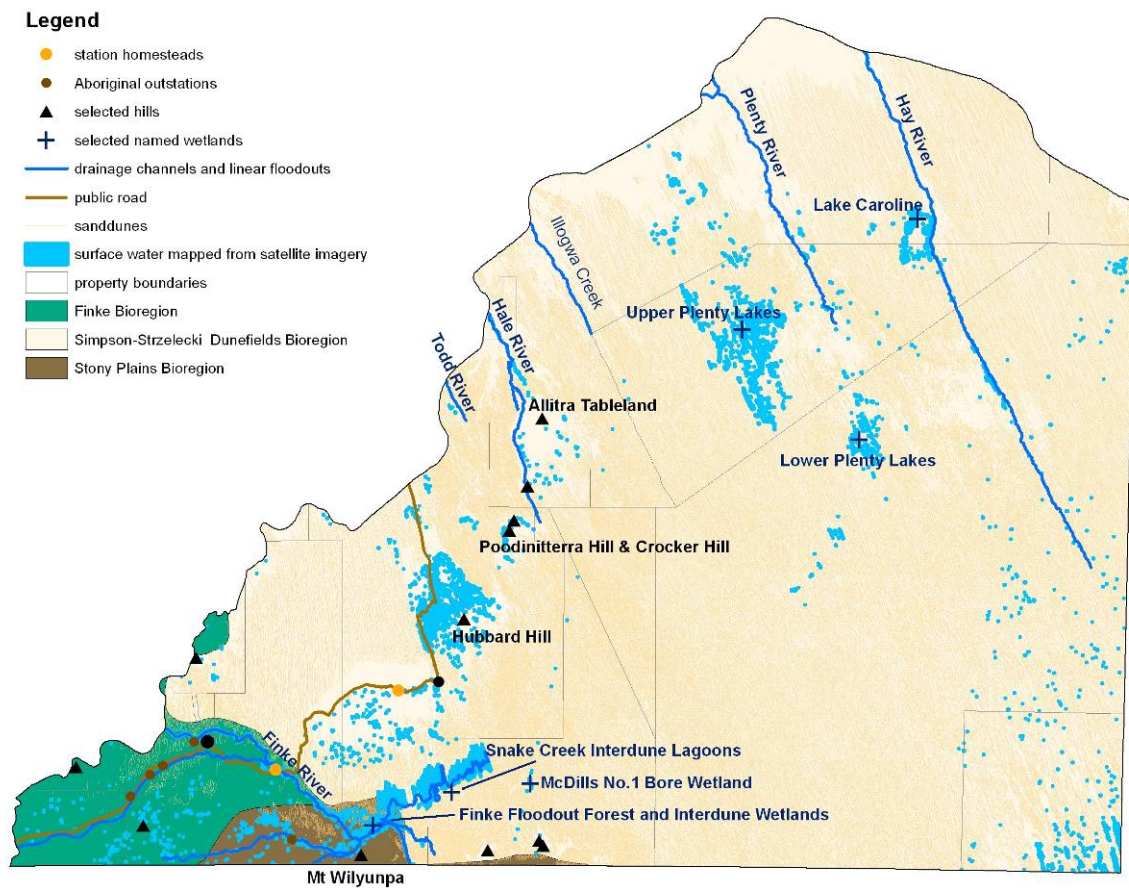 Legend
station homesteads
Aboriginal outstations
selected hills
selected named wetlands
drainage channels and linear floodouts
public road
sanddunes
surface water mapped from satellite imagery
property boundaries
Finke Bioregion
Simpson-Strzelecki Dunefields Bioregion
Stony Plains Bioregion
Plenty River
Hay River
Lake Caroline
Illogwa Creek
Upper Plenty Lakes
Hale River
Todd River
Allitra Tableland
Lower Plenty Lakes
Poodinitterra Hill & Crocker Hill
Hubbard Hill
Finke River
Snake Creek Interdune Lagoons
McDills No.1 Bore Wetland
Finke Floodout Forest and Interdune Wetlands
Mt Wilyunpa